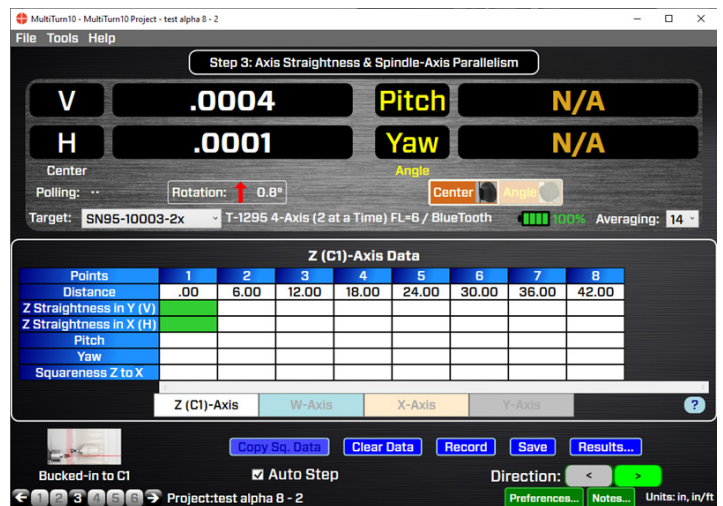 MultiTurn10 - MultiTurn10 Project - test alpha 8 - 2
File Tools Help
Step 3: Axis Straightness & Spindle-Axis Parallelism
V .0004 Pitch N/A
H .0001 Yaw N/A
Center Angle
Polling: ·· Rotation: 0.8° Center Angle
Target: SN95-10003-2x T-1295 4-Axis (2 at a Time) FL=6 / BlueTooth 100% Averaging: 14
Z (C1)-Axis Data
Points 1 2 3 4 5 6 7 8
Distance .00 6.00 12.00 18.00 24.00 30.00 36.00 42.00
Z Straightness in Y (V)
Z Straightness in X (H)
Pitch
Yaw
Squareness Z to X
Z (C1)-Axis W-Axis X-Axis Y-Axis ?
Copy Sq. Data Clear Data Record Save Results...
Bucked-in to C1 Auto Step Direction: < >
1 2 3 4 5 6 Project:test alpha 8 - 2 Preferences... Notes... Units: in, in/ft